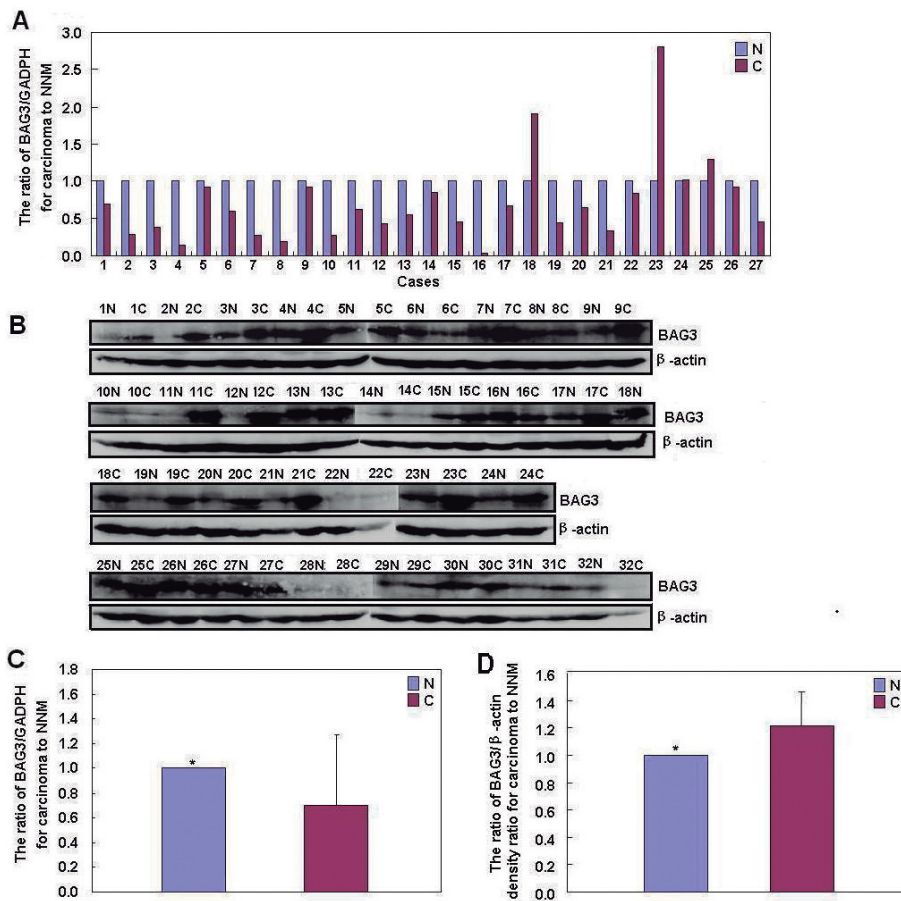 A
The ratio of BAG3/GADPH
for carcinoma to NNM
3.0
2.5
2.0
1.5
1.0
0.5
0.0
N
C
1 2 3 4 5 6 7 8 9 10 11 12 13 14 15 16 17 18 19 20 21 22 23 24 25 26 27
Cases
B
1N 1C 2N 2C 3N 3C 4N 4C 5N 5C 6N 6C 7N 7C 8N 8C 9N 9C
BAG3
β-actin
10N 10C 11N 11C 12N 12C 13N 13C 14N 14C 15N 15C 16N 16C 17N 17C 18N
BAG3
β-actin
18C 19N 19C 20N 20C 21N 21C 22N 22C 23N 23C 24N 24C
BAG3
β-actin
25N 25C 26N 26C 27N 27C 28N 28C 29N 29C 30N 30C 31N 31C 32N 32C
BAG3
β-actin
C
The ratio of BAG3/GADPH
for carcinoma to NNM
1.8
1.6
1.4
1.2
1.0
0.8
0.6
0.4
0.2
0.0
*
N
C
D
The ratio of BAG3/β-actin
density ratio for carcinoma to NNM
1.6
1.4
1.2
1.0
0.8
0.6
0.4
0.2
0.0
*
N
C